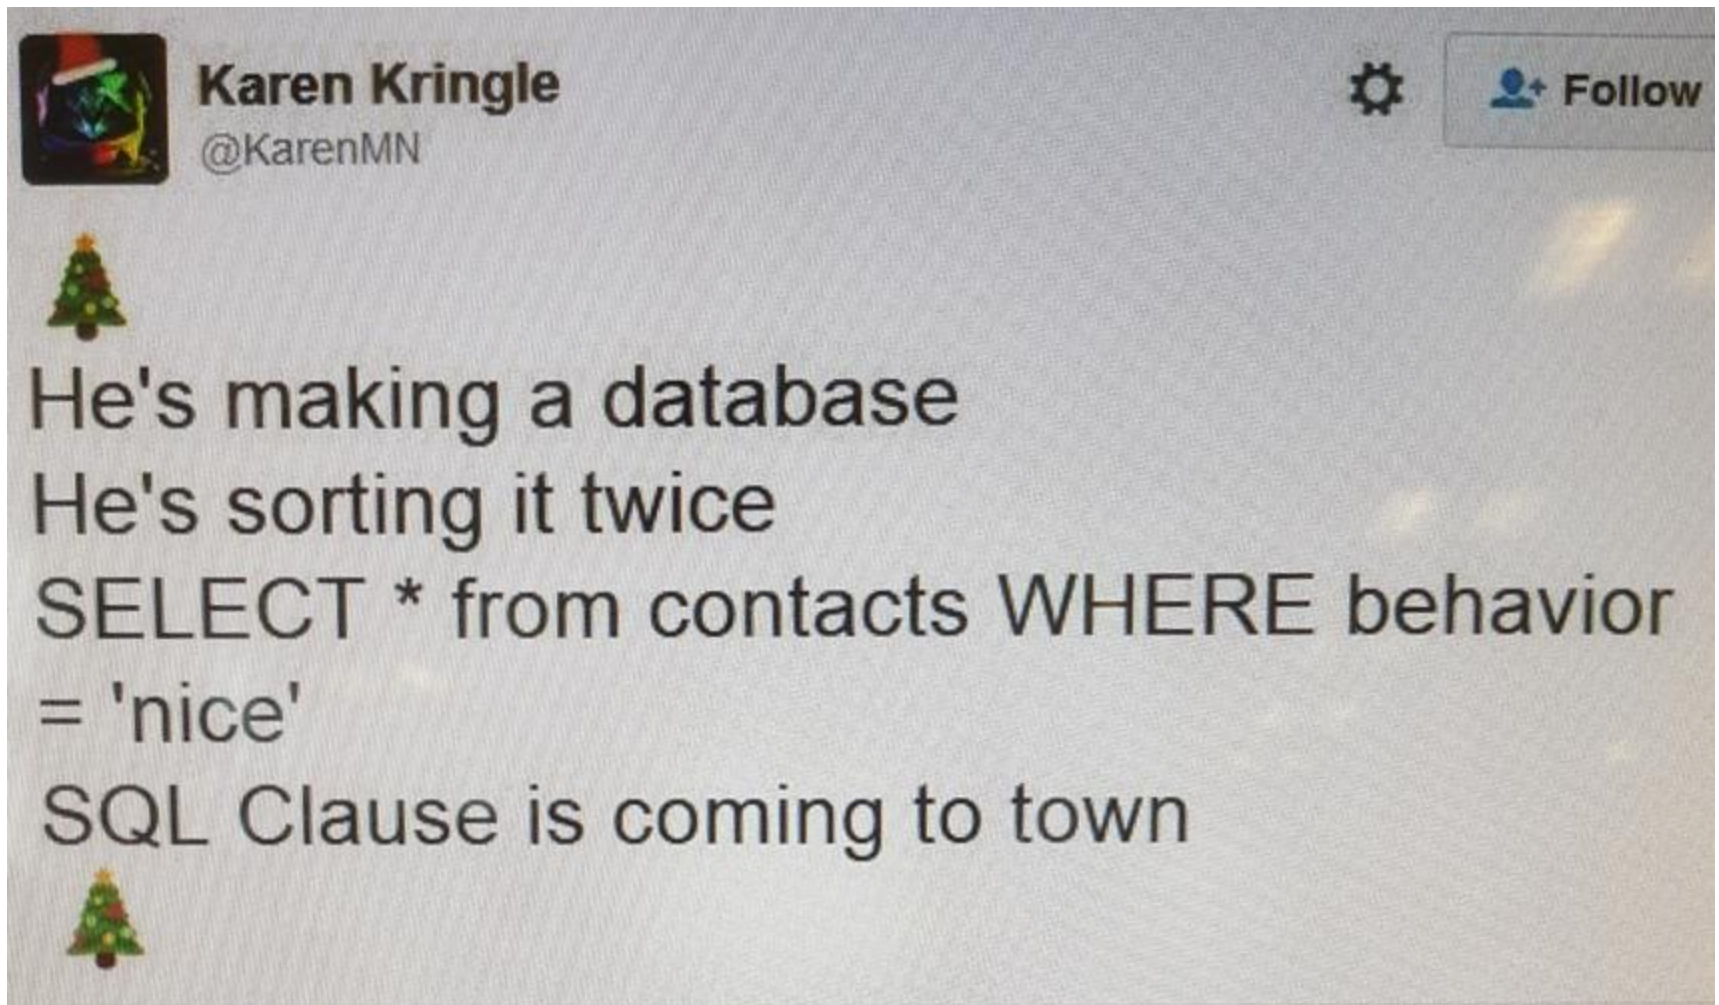 Karen Kringle
@KarenMN
Follow
🎄
He's making a database
He's sorting it twice
SELECT * from contacts WHERE behavior
= 'nice'
SQL Clause is coming to town
🎄